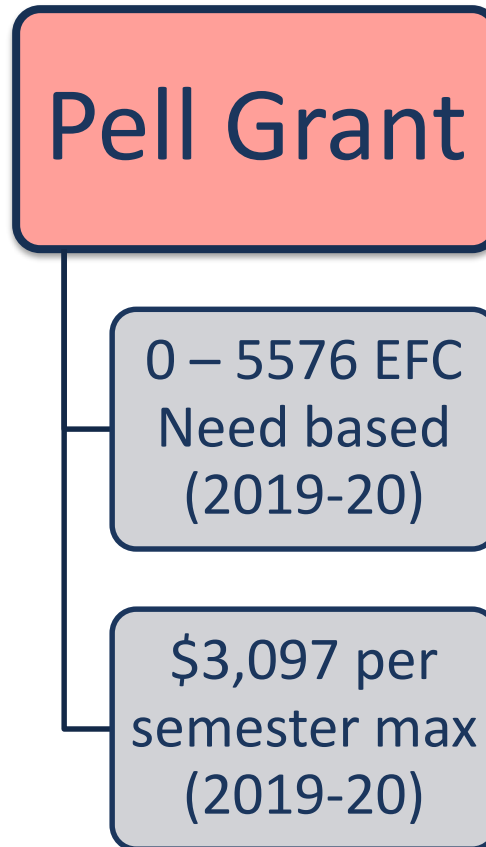 Pell Grant
0 – 5576 EFC
Need based
(2019-20)
$3,097 per
semester max
(2019-20)